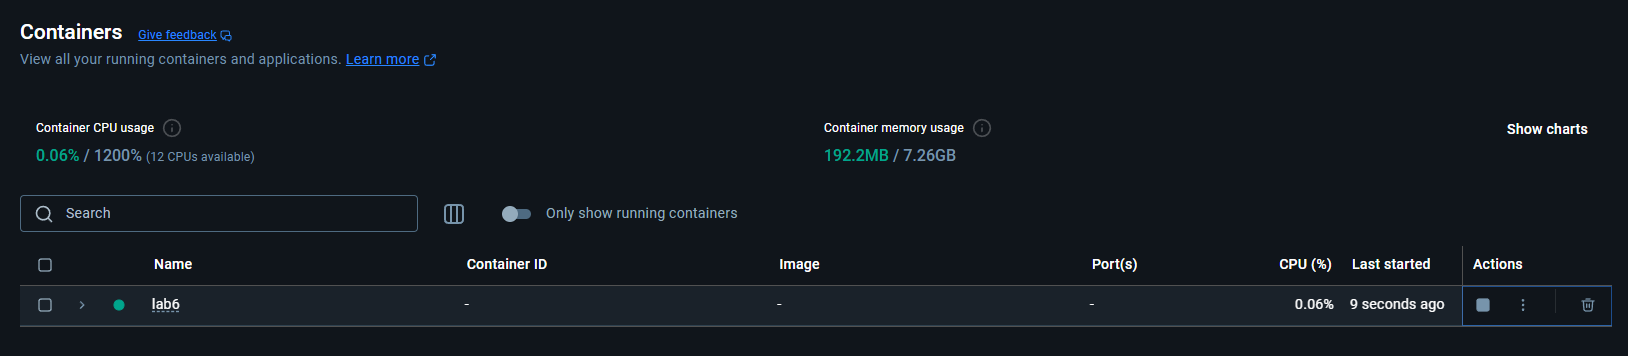 Containers Give feedback
View all your running containers and applications. Learn more
Container CPU usage Container memory usage Show charts
0.06% / 1200% (12 CPUs available) 192.2MB / 7.26GB
Search Only show running containers
Name Container ID Image Port(s) CPU (%) Last started Actions
lab6 - - - 0.06% 9 seconds ago